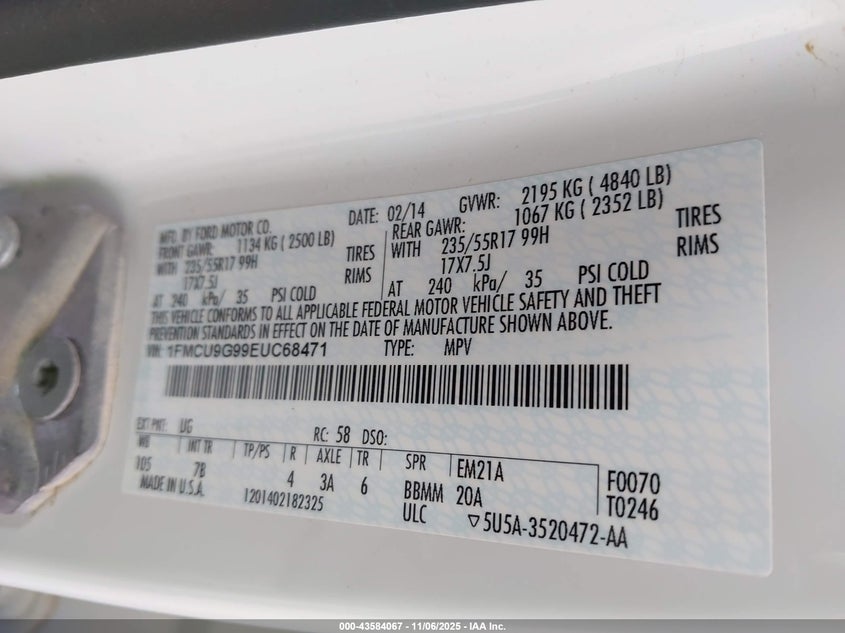 MFD. BY FORD MOTOR CO.
DATE: 02/14 GVWR: 2195 KG ( 4840 LB)
FRONT GAWR: 1134 KG ( 2500 LB) REAR GAWR: 1067 KG ( 2352 LB)
WITH 235/55R17 99H TIRES WITH 235/55R17 99H TIRES
17X7.5J RIMS 17X7.5J RIMS
AT 240 kPa/ 35 PSI COLD AT 240 kPa/ 35 PSI COLD
THIS VEHICLE CONFORMS TO ALL APPLICABLE FEDERAL MOTOR VEHICLE SAFETY AND THEFT
PREVENTION STANDARDS IN EFFECT ON THE DATE OF MANUFACTURE SHOWN ABOVE.
VIN: 1FMCU9G99EUC68471 TYPE: MPV
EXT PNT: UG RC: 58 DSO:
WB INT TR TP/PS R AXLE TR SPR EM21A F0070
105 7B 4 3A 6 BBMM 20A T0246
MADE IN U.S.A. 1201402182325 ULC ▽5U5A-3520472-AA
000-43584067 - 11/06/2025 - IAA Inc.